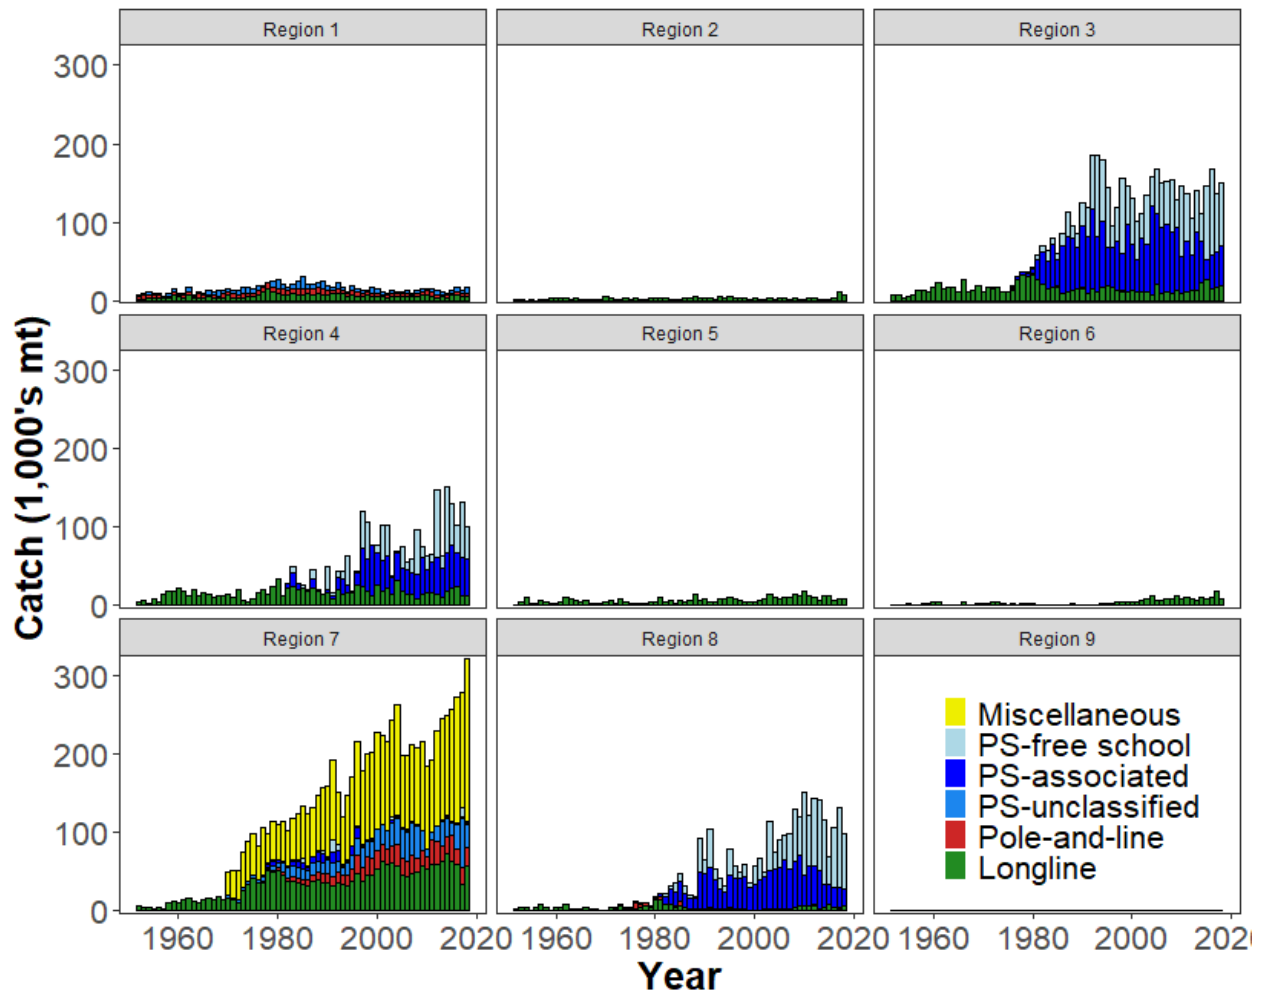 Region 1
Region 2
Region 3
300
200
100
0
Region 4
Region 5
Region 6
300
200
100
0
Catch (1,000's mt)
Region 7
Region 8
Region 9
300
200
100
0
Miscellaneous
PS-free school
PS-associated
PS-unclassified
Pole-and-line
Longline
1960 1980 2000 2020 1960 1980 2000 2020 1960 1980 2000 202
Year